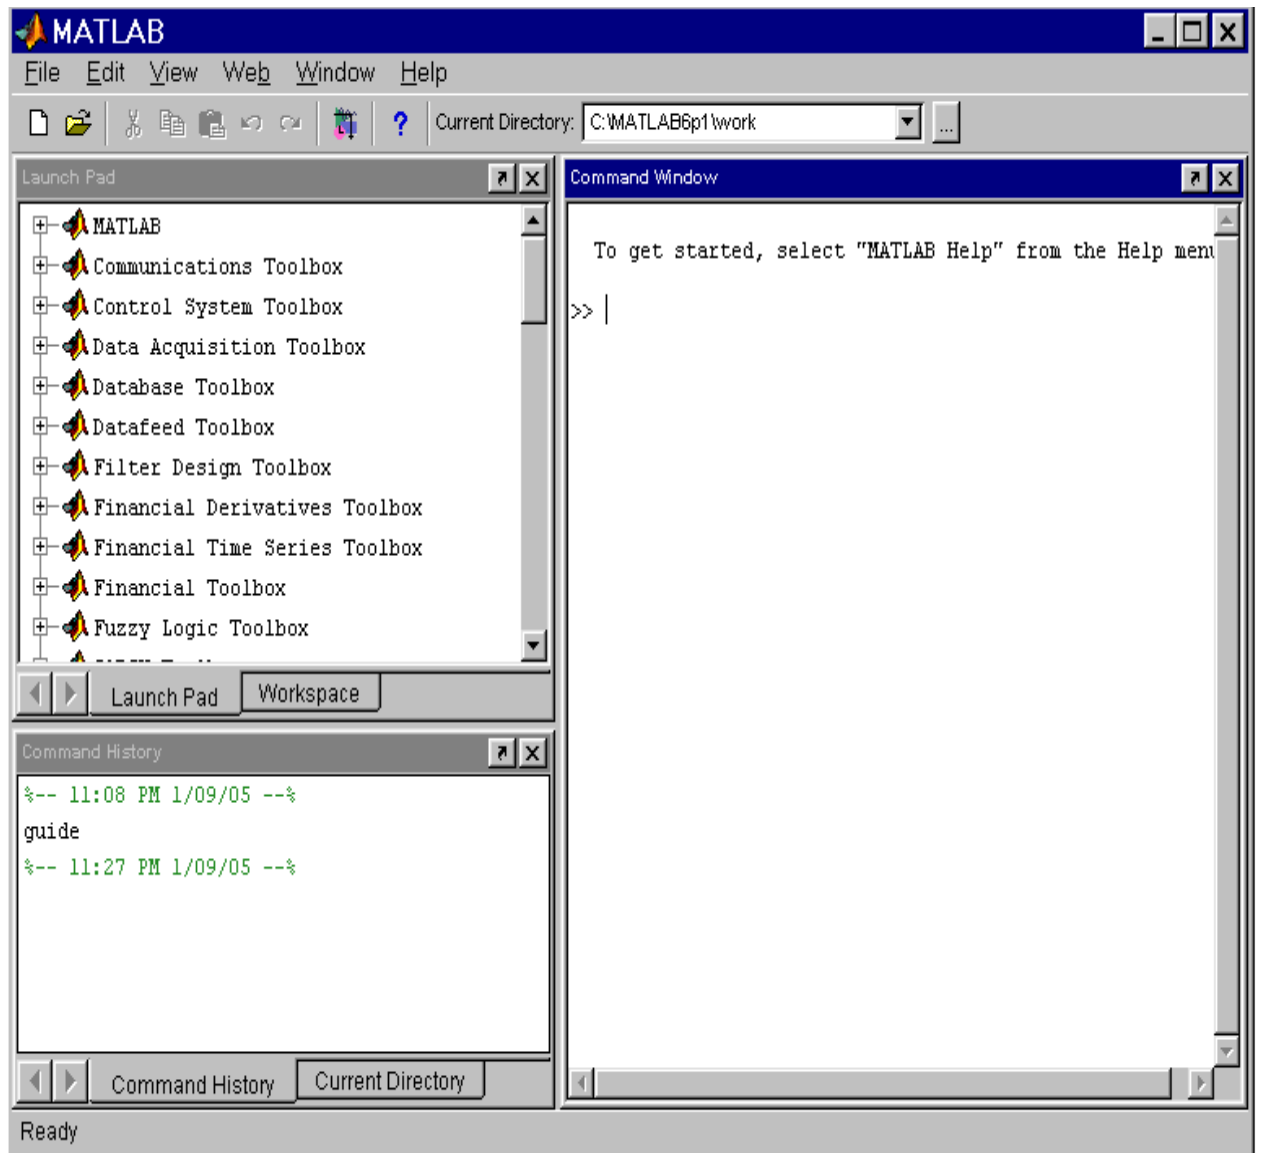 MATLAB
File Edit View Web Window Help
Current Directory: C:\MATLAB6p1\work ...
Launch Pad
MATLAB
Communications Toolbox
Control System Toolbox
Data Acquisition Toolbox
Database Toolbox
Datafeed Toolbox
Filter Design Toolbox
Financial Derivatives Toolbox
Financial Time Series Toolbox
Financial Toolbox
Fuzzy Logic Toolbox
Launch Pad Workspace
Command History
%-- 11:08 PM 1/09/05 --%
guide
%-- 11:27 PM 1/09/05 --%
Command History Current Directory
Command Window
To get started, select "MATLAB Help" from the Help menu
>>
Ready